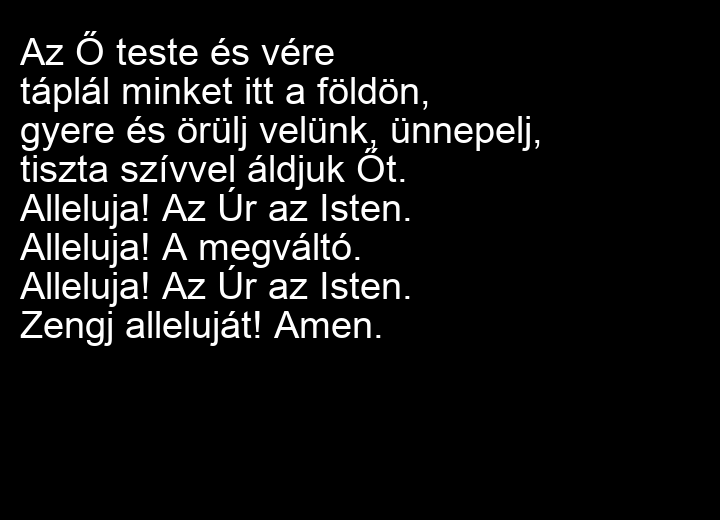 Az Ő teste és vére
táplál minket itt a földön,
gyere és örülj velünk, ünnepelj,
tiszta szívvel áldjuk Őt.
Alleluja! Az Úr az Isten.
Alleluja! A megváltó.
Alleluja! Az Úr az Isten.
Zengj alleluját! Amen.